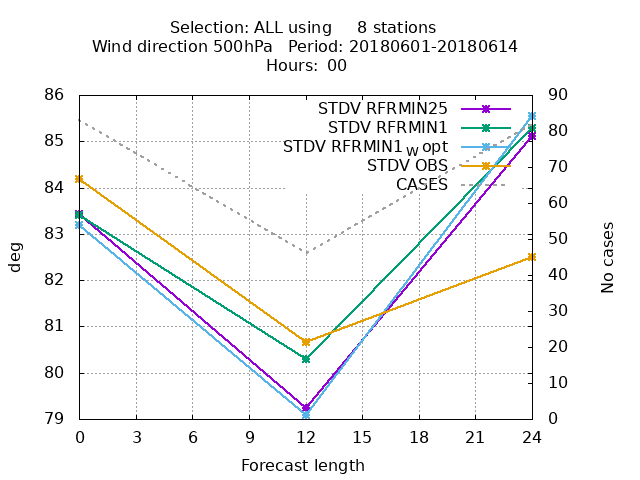 Selection: ALL using 8 stations
Wind direction 500hPa Period: 20180601-20180614
Hours: 00
86 90
STDV RFRMIN25
STDV RFRMIN1
STDV RFRMIN1 w opt
STDV OBS
CASES
85
84
83
82
81
80
79
80
70
60
50
40
30
20
10
0
deg
No cases
0 3 6 9 12 15 18 21 24
Forecast length